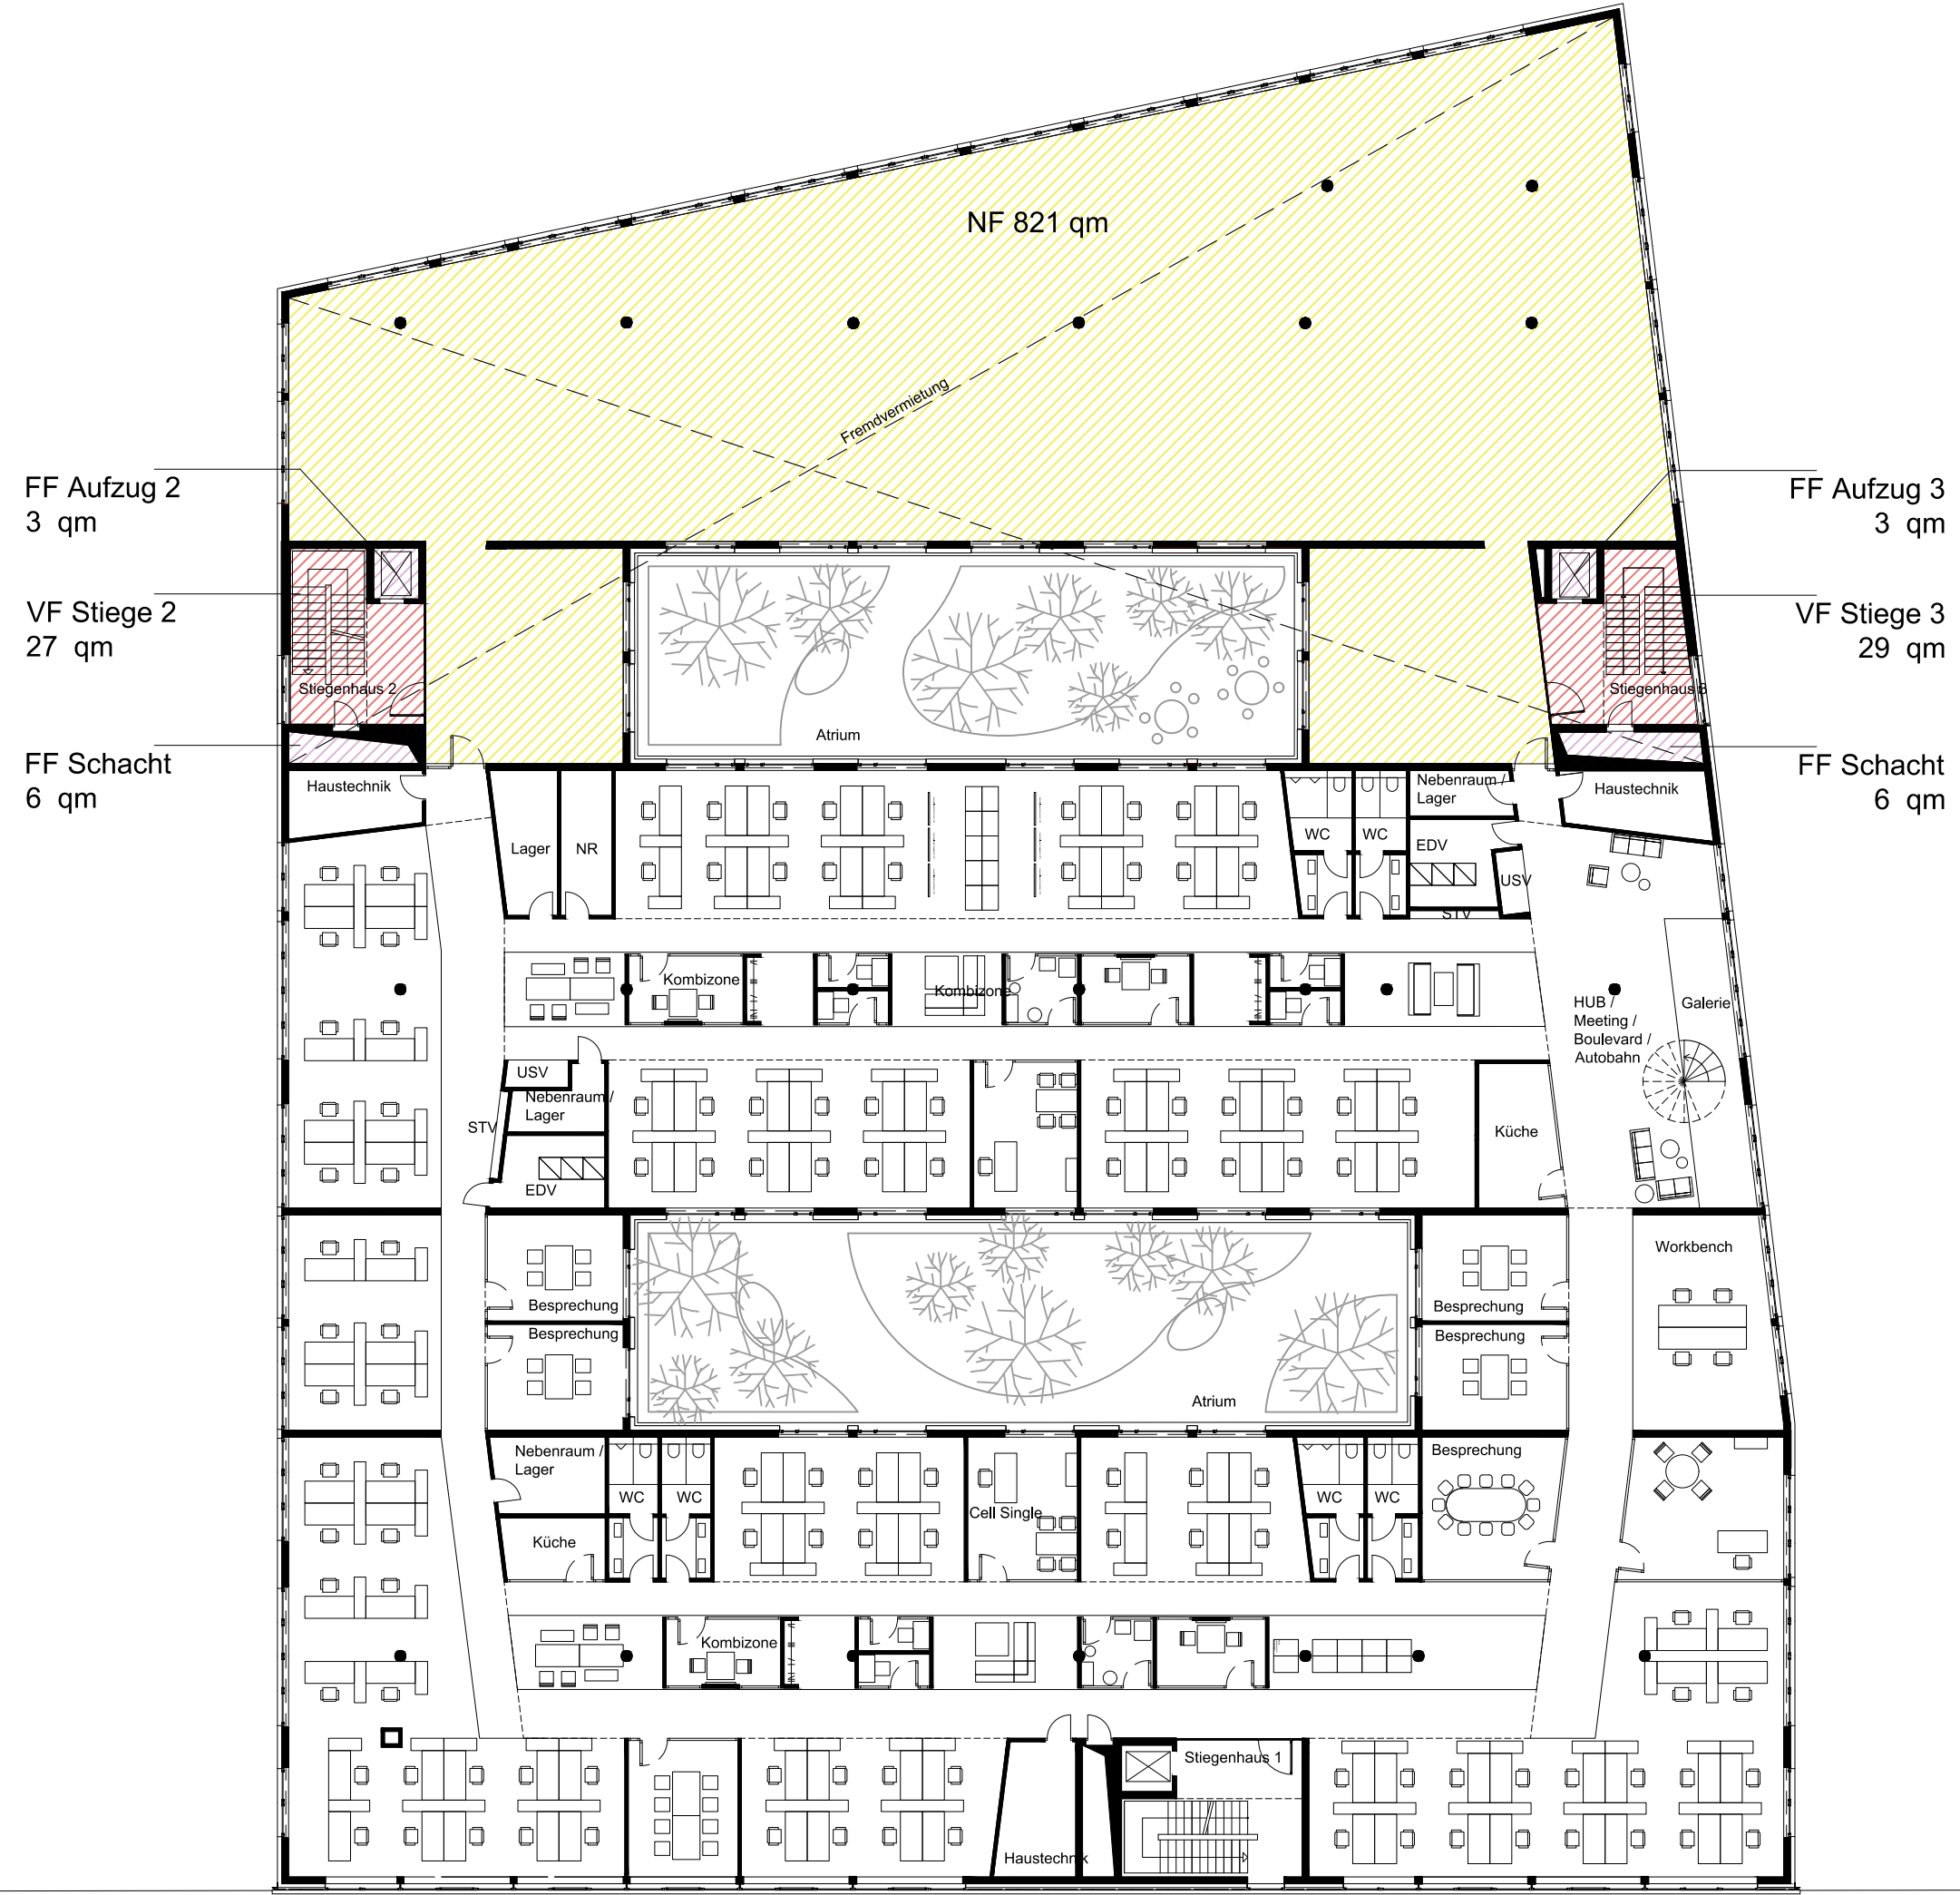 NF 821 qm
Fremdvermietung
FF Aufzug 2
3 qm
FF Aufzug 3
3 qm
VF Stiege 2
27 qm
VF Stiege 3
29 qm
Stiegenhaus 2
Stiegenhaus 3
Atrium
FF Schacht
6 qm
FF Schacht
6 qm
Haustechnik
Nebenraum /
Lager
Haustechnik
Lager
NR
WC
WC
EDV
USV
STV
Kombizone
Kombizone
HUB /
Meeting /
Boulevard /
Autobahn
Galerie
USV
Nebenraum /
Lager
STV
EDV
Küche
Workbench
Besprechung
Besprechung
Besprechung
Besprechung
Atrium
Nebenraum /
Lager
WC
WC
Cell Single
WC
WC
Besprechung
Küche
Kombizone
Stiegenhaus 1
Haustechnik